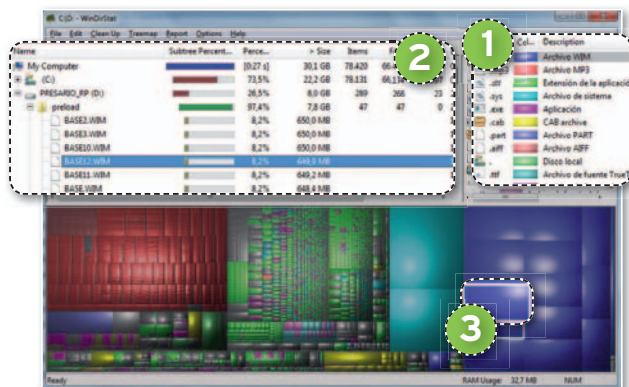 C:|D: - WinDirStat
File Edit Clean Up Treemap Report Options Help
Name Subtree Percent... Perce... > Size Items
My Computer [0:27 s] 30,1 GB 78.420
(C:) 73,5% 22,2 GB 78.131
PRESARIO_RP (D:) 26,5% 8,0 GB 289 266 23
preload 97,4% 7,8 GB 47 47
BASE2.WIM 8,2% 650,0 MB
BASE3.WIM 8,2% 650,0 MB
BASE10.WIM 8,2% 650,0 MB
BASE12.WIM 8,2% 649,9 MB
BASE11.WIM 8,2% 649,2 MB
BASE.WIM 8,2% 648,4 MB
2
1
Col... Description
Archivo WIM
Archivo MP3
Extensión de la aplicació
.sys Archivo de sistema
.exe Aplicación
.cab CAB archive
.part Archivo PART
.aiff Archivo AIFF
. Disco local
.ttf Archivo de fuente TrueT
3
Ready RAM Usage: 32,7 MB NUM